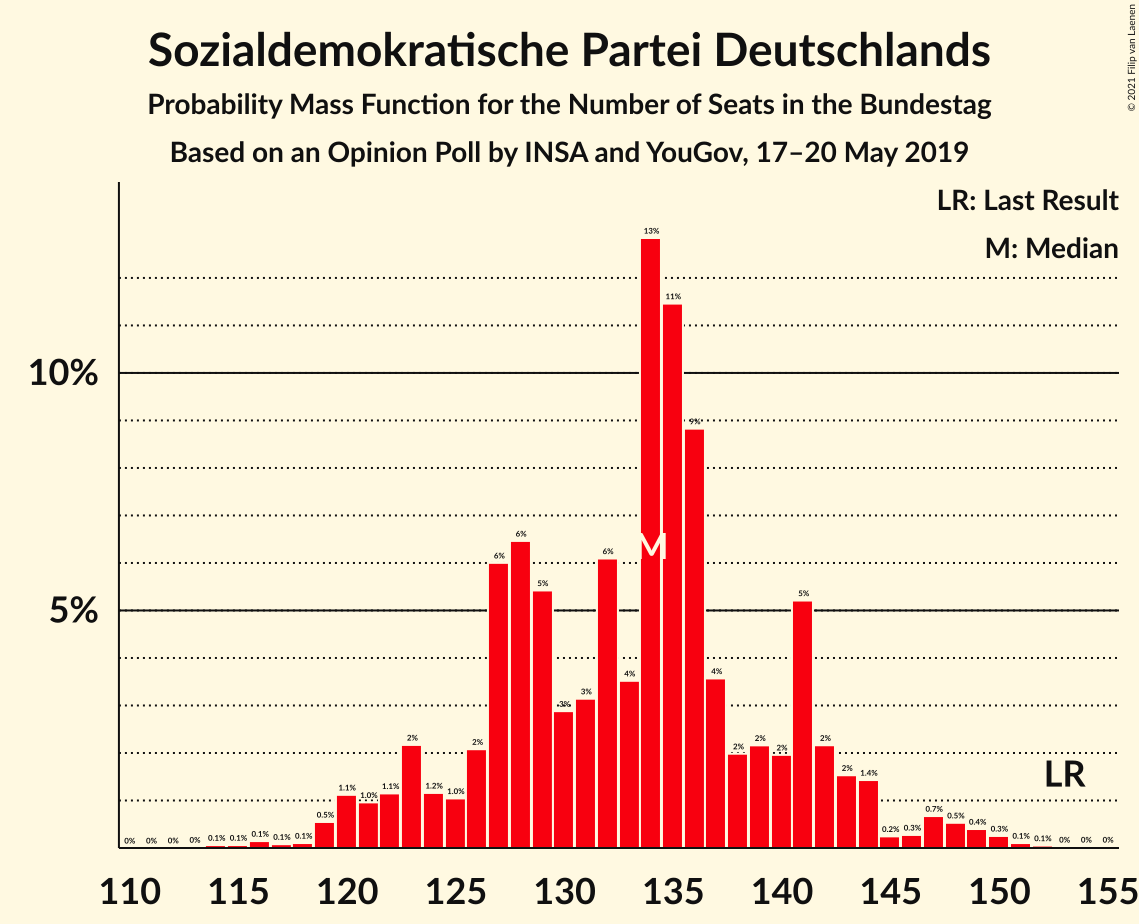 Sozialdemokratische Partei Deutschlands
Probability Mass Function for the Number of Seats in the Bundestag
Based on an Opinion Poll by INSA and YouGov, 17–20 May 2019
© 2021 Filip van Laenen
LR: Last Result
M: Median
10%
5%
0% 0% 0% 0% 0.1% 0.1% 0.1% 0.1% 0.1% 0.5% 1.1% 1.0% 1.1% 2% 1.2% 1.0% 2% 6% 6% 5% 3% 3% 6% 4% 13% 11% 9% 4% 2% 2% 2% 5% 2% 2% 1.4% 0.2% 0.3% 0.7% 0.5% 0.4% 0.3% 0.1% 0.1% 0% 0% 0%
M
LR
110 115 120 125 130 135 140 145 150 155